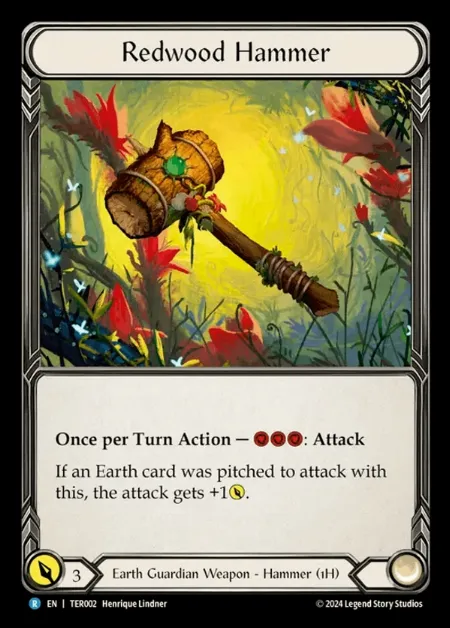 Redwood Hammer
Once per Turn Action — : Attack
If an Earth card was pitched to attack with
this, the attack gets +1.
3
Earth Guardian Weapon - Hammer (1H)
R EN | TER002 Henrique Lindner
© 2024 Legend Story Studios